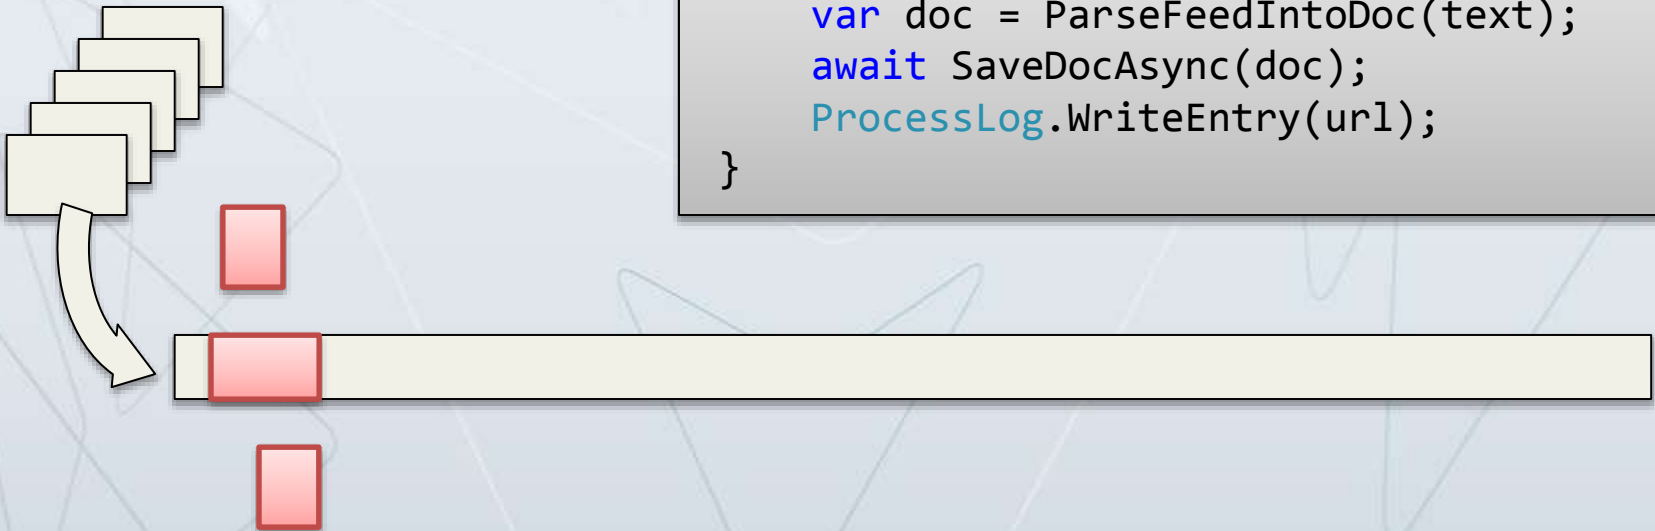 var doc = ParseFeedIntoDoc(text);
await SaveDocAsync(doc);
ProcessLog.WriteEntry(url);
}